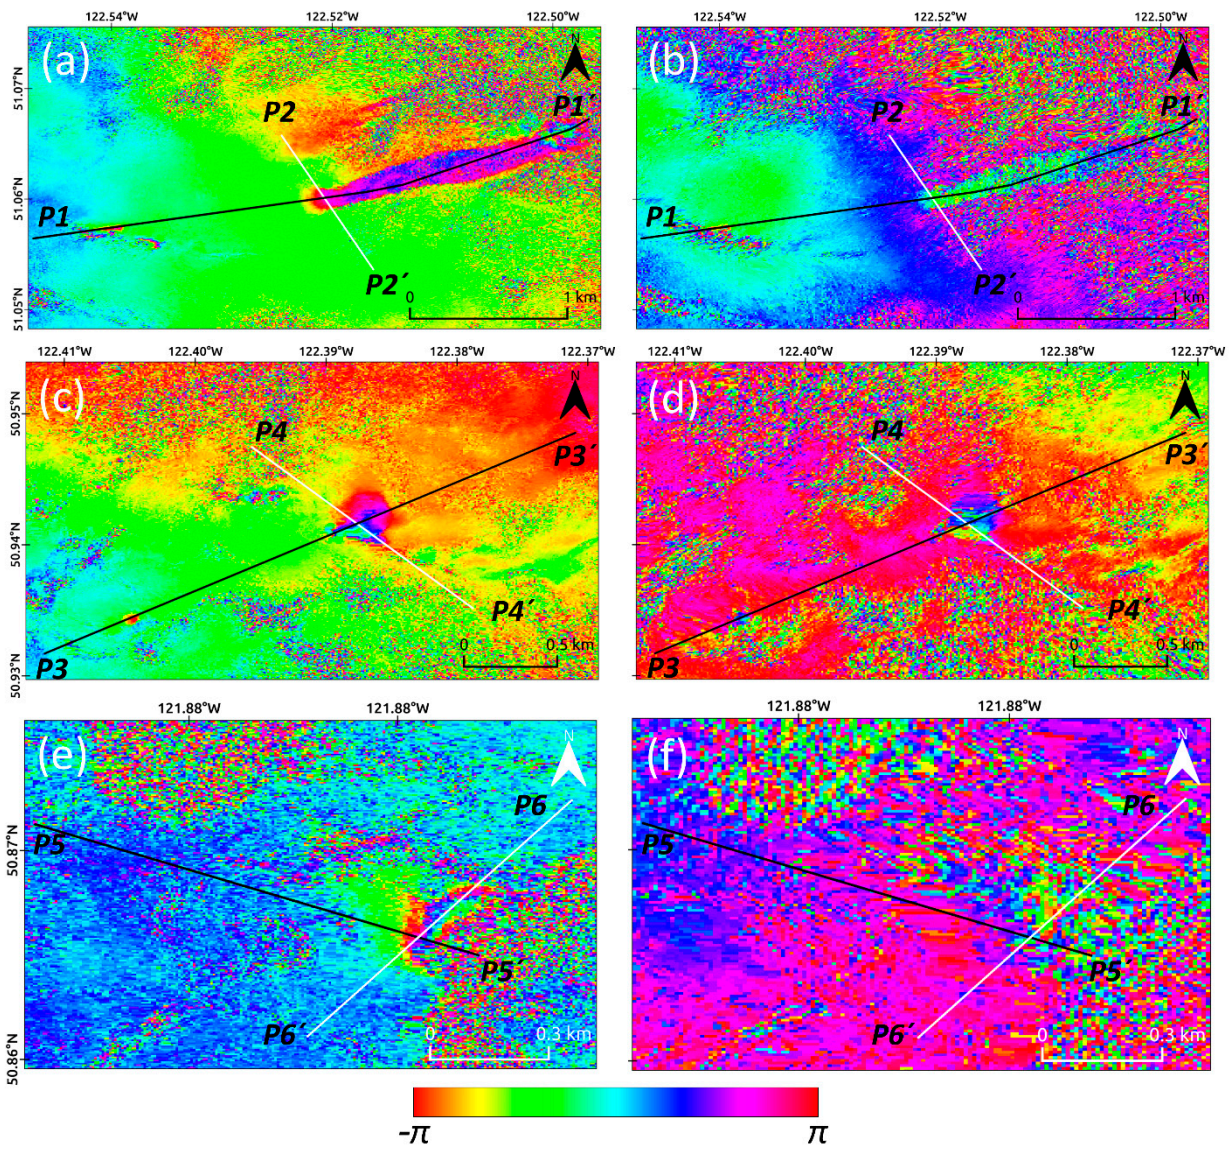 122.54°W 122.52°W 122.50°W
122.54°W 122.52°W 122.50°W
(a) N
51.07°N
P2 P1´
51.06°N
P1
P2´
0 1 km
51.05°N
(b) N
P2 P1´
P1
P2´
0 1 km
122.41°W 122.40°W 122.39°W 122.38°W 122.37°W
122.41°W 122.40°W 122.39°W 122.38°W 122.37°W
(c) N
50.95°N
P4
P3´
50.94°N
P4´
0 0.5 km
P3
50.93°N
(d) N
P4
P3´
P4´
0 0.5 km
P3
121.88°W 121.88°W
121.88°W 121.88°W
(e) N
P6
50.87°N
P5
P5´
P6´
0 0.3 km
50.86°N
(f) N
P6
P5
P5´
P6´
0 0.3 km
-π π